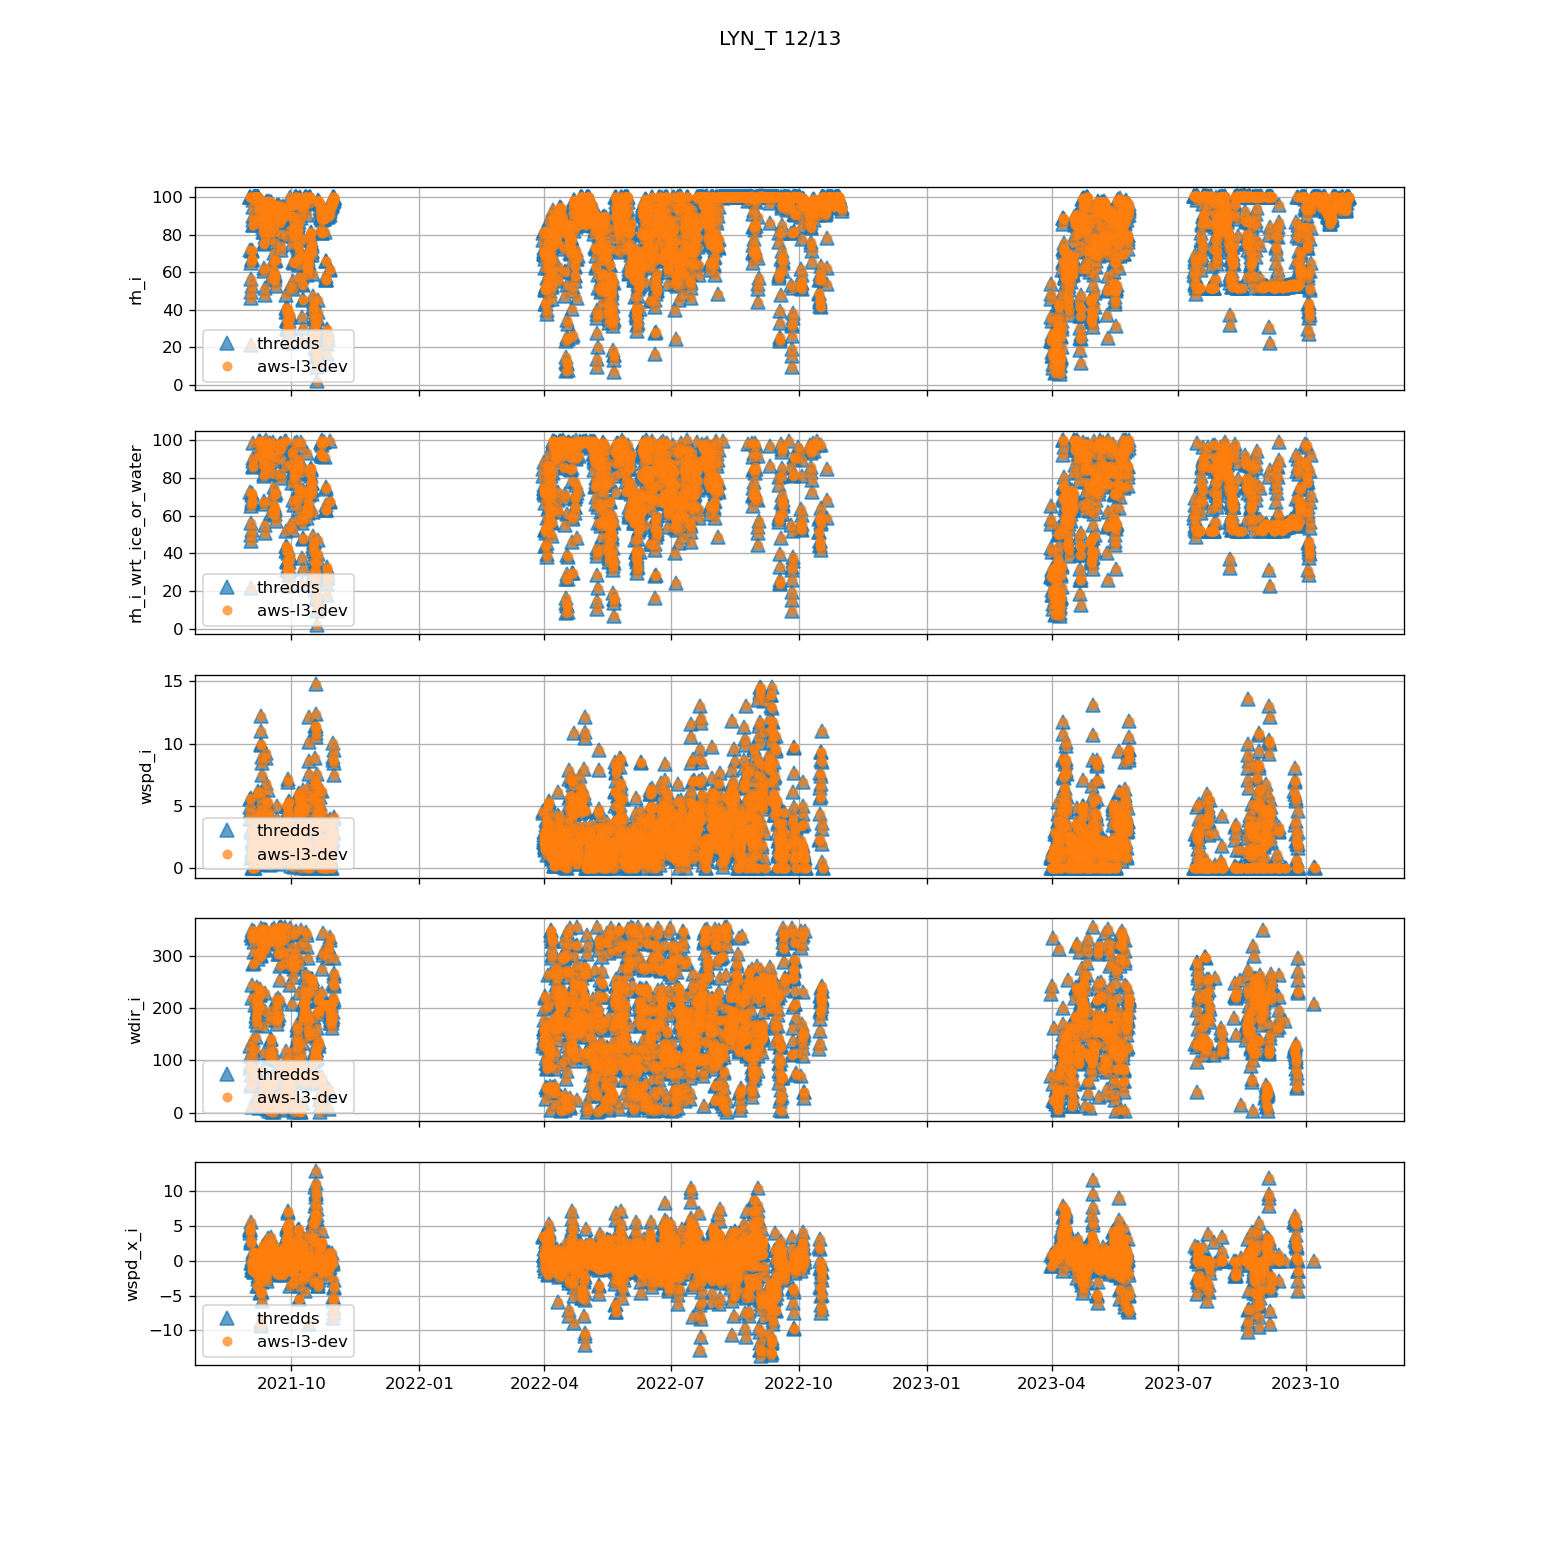 LYN_T 12/13
rh_i
100
80
60
40
20
0
thredds
aws-l3-dev
rh_i_wrt_ice_or_water
100
80
60
40
20
0
thredds
aws-l3-dev
wspd_i
15
10
5
0
thredds
aws-l3-dev
wdir_i
300
200
100
0
thredds
aws-l3-dev
wspd_x_i
10
5
0
−5
−10
thredds
aws-l3-dev
2021-10 2022-01 2022-04 2022-07 2022-10 2023-01 2023-04 2023-07 2023-10